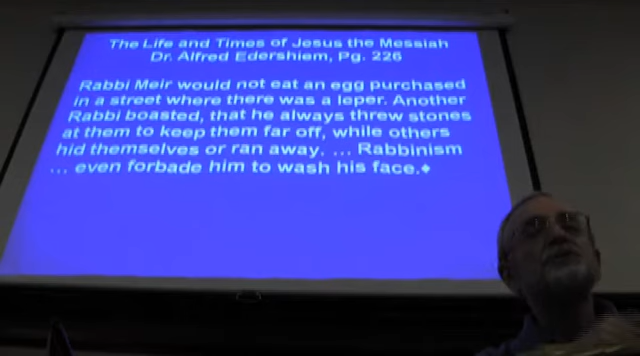 The Life and Times of Jesus the Messiah
Dr. Alfred Edershiem, Pg. 226
Rabbi Meir would not eat an egg purchased
in a street where there was a leper. Another
Rabbi boasted, that he always threw stones
at them to keep them far off, while others
hid themselves or ran away. ... Rabbinism
... even forbade him to wash his face.♦